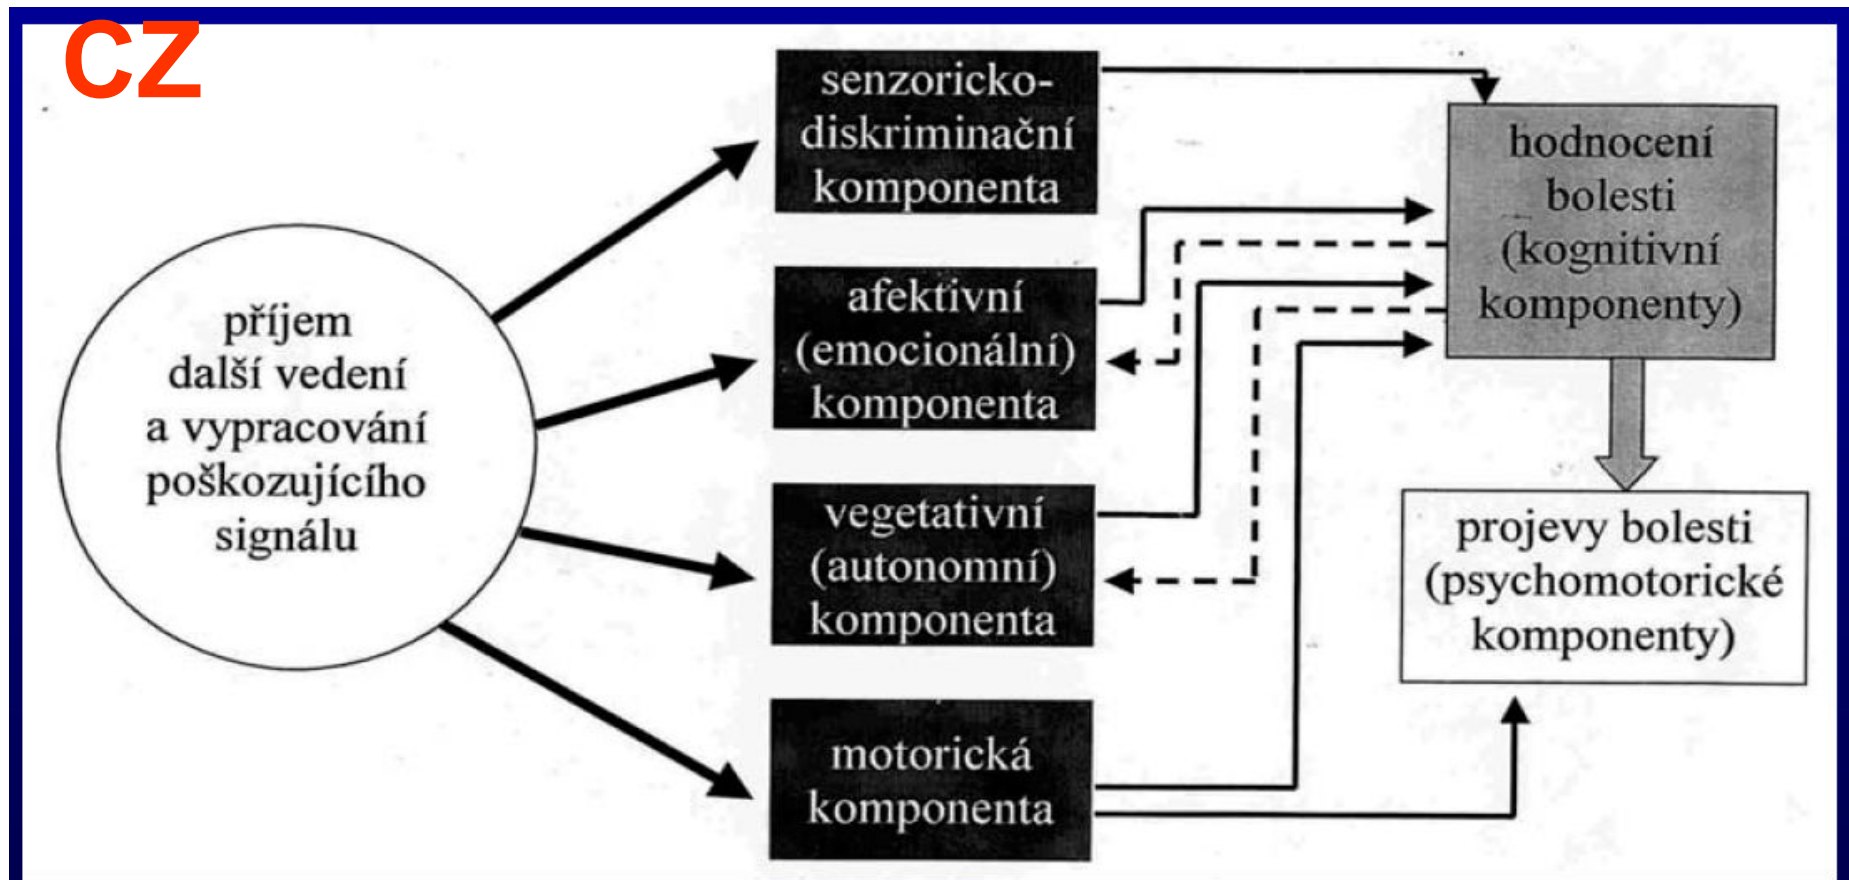 CZ
příjem
další vedení
a vypracování
poškozujícího
signálu
senzoricko-
diskriminační
komponenta
afektivní
(emocionální)
komponenta
vegetativní
(autonomní)
komponenta
motorická
komponenta
hodnocení
bolesti
(kognitivní
komponenty)
projevy bolesti
(psychomotorické
komponenty)